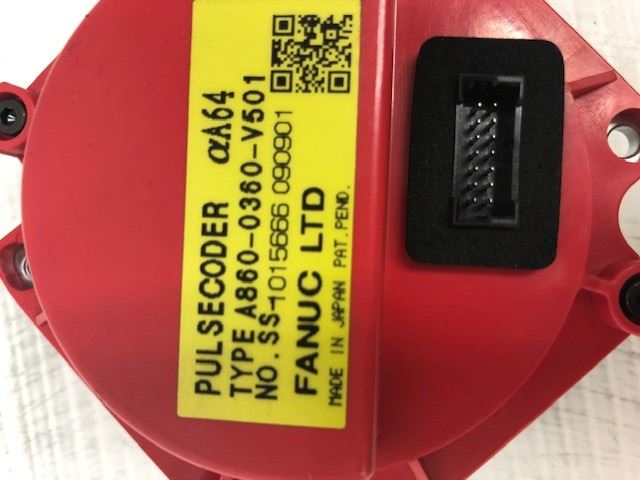 PULSECODER αA64
TYPE A860-0360-V501
NO.SS-1015666 090901
FANUC LTD
MADE IN JAPAN PAT.PEND.